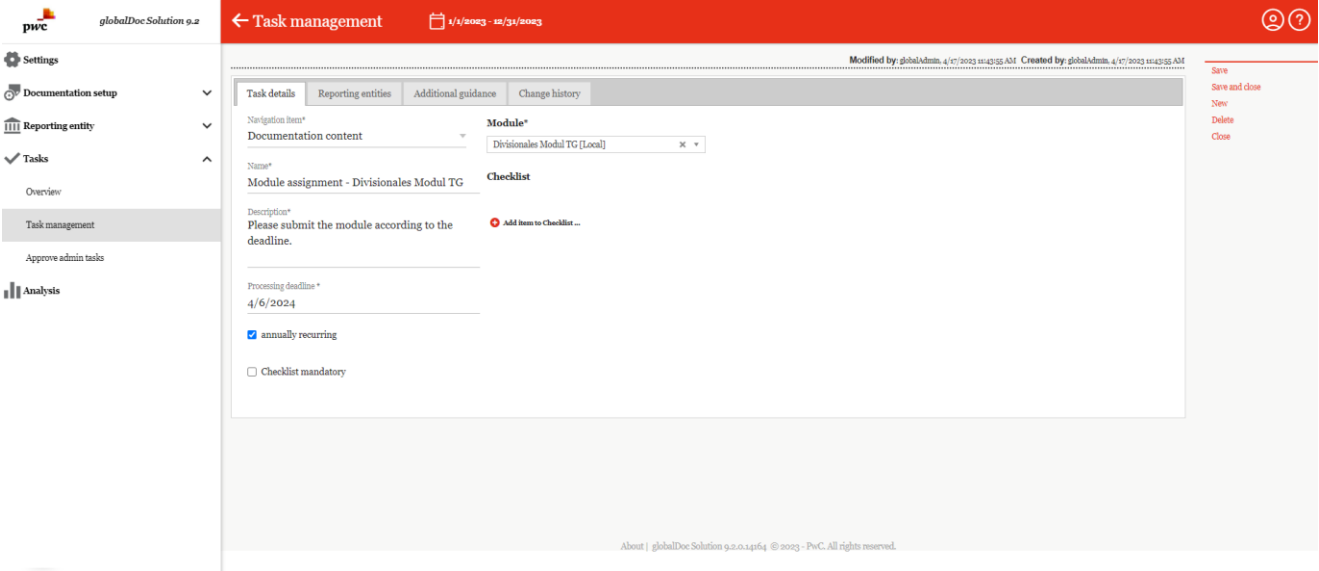 pwc
globalDoc Solution 9.2
Task management
1/1/2023 - 12/31/2023
Settings
Documentation setup
Reporting entity
Tasks
Overview
Task management
Approve admin tasks
Analysis
Modified by: globalAdmin, 4/17/2023 11:43:55 AM Created by: globalAdmin, 4/17/2023 11:43:55 AM
Task details
Reporting entities
Additional guidance
Change history
Navigation item*
Documentation content
Name*
Module assignment - Divisionales Modul TG
Description*
Please submit the module according to the
deadline.
Processing deadline *
4/6/2024
annually recurring
Checklist mandatory
Module*
Divisionales Modul TG [Local]
Checklist
Add item to Checklist ...
Save
Save and close
New
Delete
Close
About | globalDoc Solution 9.2.0.14164 © 2023 - PwC. All rights reserved.